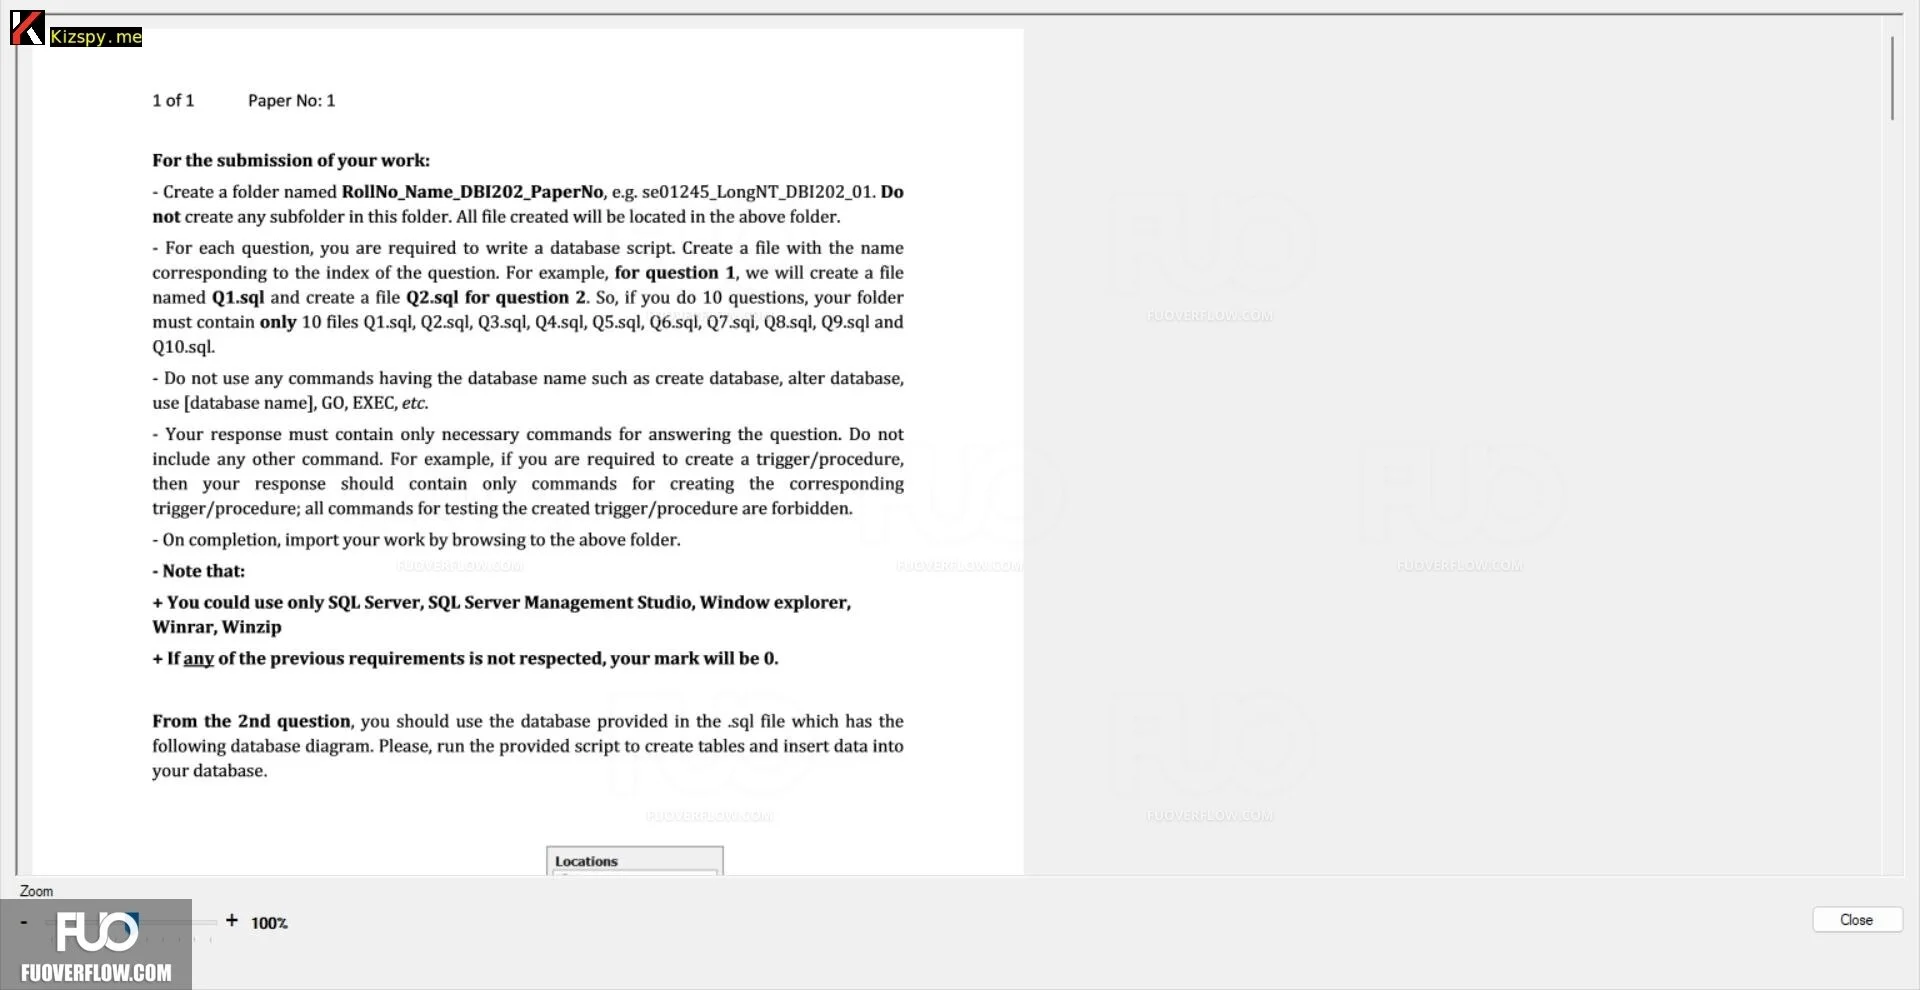 Kizspy.me
1 of 1 Paper No: 1
For the submission of your work:
- Create a folder named RollNo_Name_DBI202_PaperNo, e.g. se01245_LongNT_DBI202_01. Do
not create any subfolder in this folder. All file created will be located in the above folder.
- For each question, you are required to write a database script. Create a file with the name
corresponding to the index of the question. For example, for question 1, we will create a file
named Q1.sql and create a file Q2.sql for question 2. So, if you do 10 questions, your folder
must contain only 10 files Q1.sql, Q2.sql, Q3.sql, Q4.sql, Q5.sql, Q6.sql, Q7.sql, Q8.sql, Q9.sql and
Q10.sql.
- Do not use any commands having the database name such as create database, alter database,
use [database name], GO, EXEC, etc.
- Your response must contain only necessary commands for answering the question. Do not
include any other command. For example, if you are required to create a trigger/procedure,
then your response should contain only commands for creating the corresponding
trigger/procedure; all commands for testing the created trigger/procedure are forbidden.
- On completion, import your work by browsing to the above folder.
- Note that:
+ You could use only SQL Server, SQL Server Management Studio, Window explorer,
Winrar, Winzip
+ If any of the previous requirements is not respected, your mark will be 0.
From the 2nd question, you should use the database provided in the .sql file which has the
following database diagram. Please, run the provided script to create tables and insert data into
your database.
Locations
FUOVERFLOW.COM
FUOVERFLOW.COM FUOVERFLOW.COM FUOVERFLOW.COM
FUOVERFLOW.COM FUOVERFLOW.COM
Zoom
- + 100%
Close
FUO
FUOVERFLOW.COM